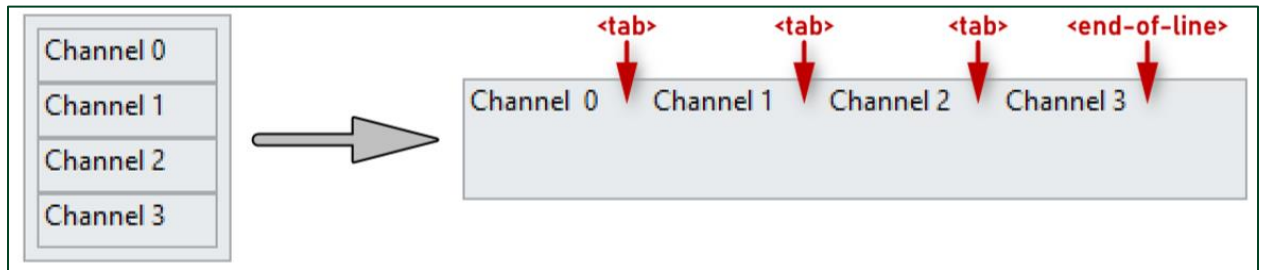 Channel 0
Channel 1
Channel 2
Channel 3
<tab> <tab> <tab> <end-of-line>
Channel 0 Channel 1 Channel 2 Channel 3